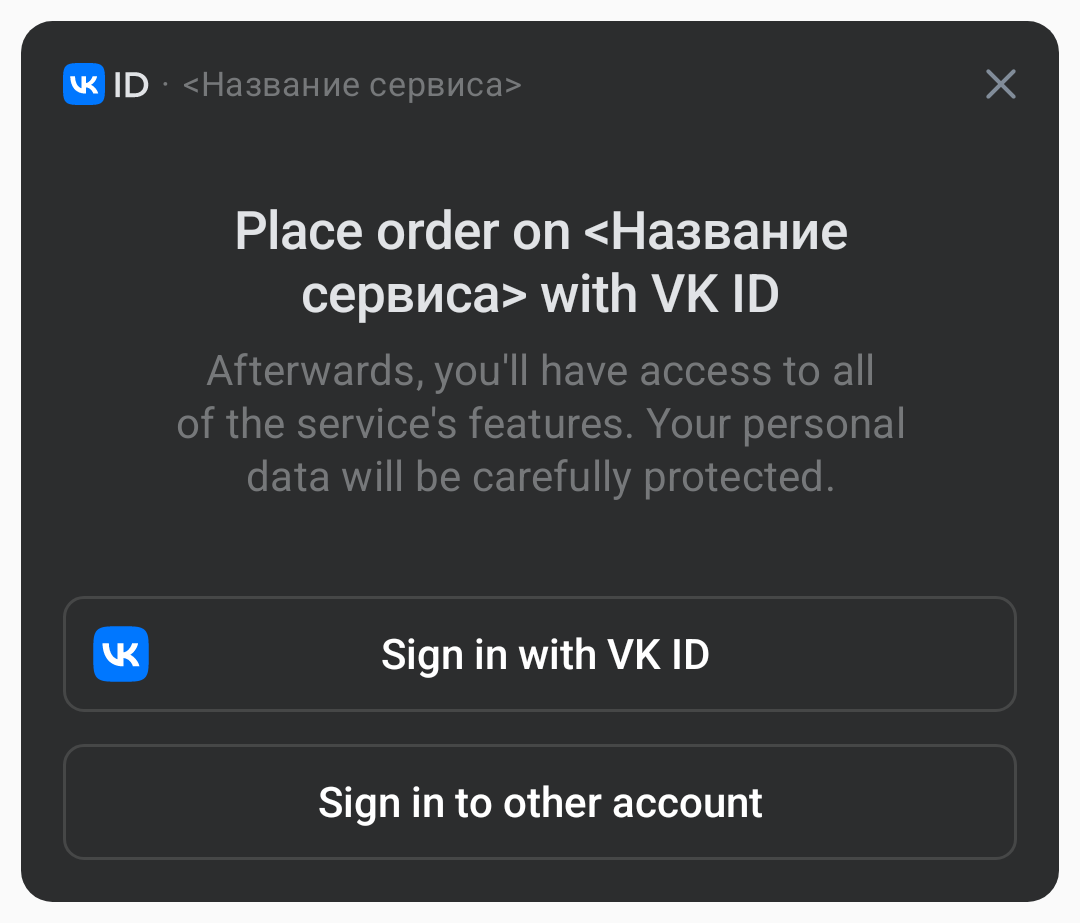 VK ID · <Название сервиса>
Place order on <Название
сервиса> with VK ID
Afterwards, you'll have access to all
of the service's features. Your personal
data will be carefully protected.
VK Sign in with VK ID
Sign in to other account